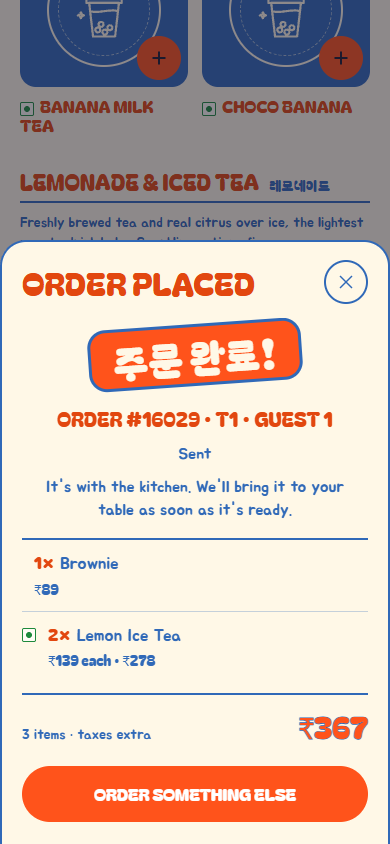 BANANA MILK TEA
CHOCO BANANA
LEMONADE & ICED TEA 레모네이드
Freshly brewed tea and real citrus over ice, the lightest
ORDER PLACED
주문 완료!
ORDER #16029 • T1 • GUEST 1
Sent
It's with the kitchen. We'll bring it to your
table as soon as it's ready.
1× Brownie
₹89
2× Lemon Ice Tea
₹139 each • ₹278
3 items · taxes extra
₹367
ORDER SOMETHING ELSE